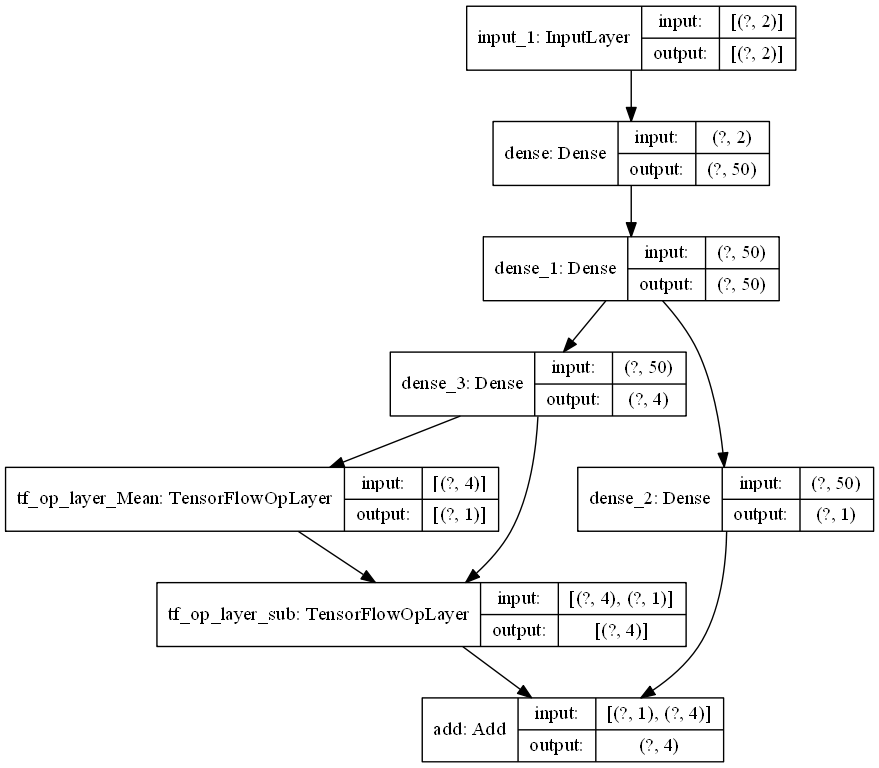 input_1: InputLayer
input: [(?, 2)]
output: [(?, 2)]
dense: Dense
input: (?, 2)
output: (?, 50)
dense_1: Dense
input: (?, 50)
output: (?, 50)
dense_3: Dense
input: (?, 50)
output: (?, 4)
tf_op_layer_Mean: TensorFlowOpLayer
input: [(?, 4)]
output: [(?, 1)]
dense_2: Dense
input: (?, 50)
output: (?, 1)
tf_op_layer_sub: TensorFlowOpLayer
input: [(?, 4), (?, 1)]
output: [(?, 4)]
add: Add
input: [(?, 1), (?, 4)]
output: (?, 4)